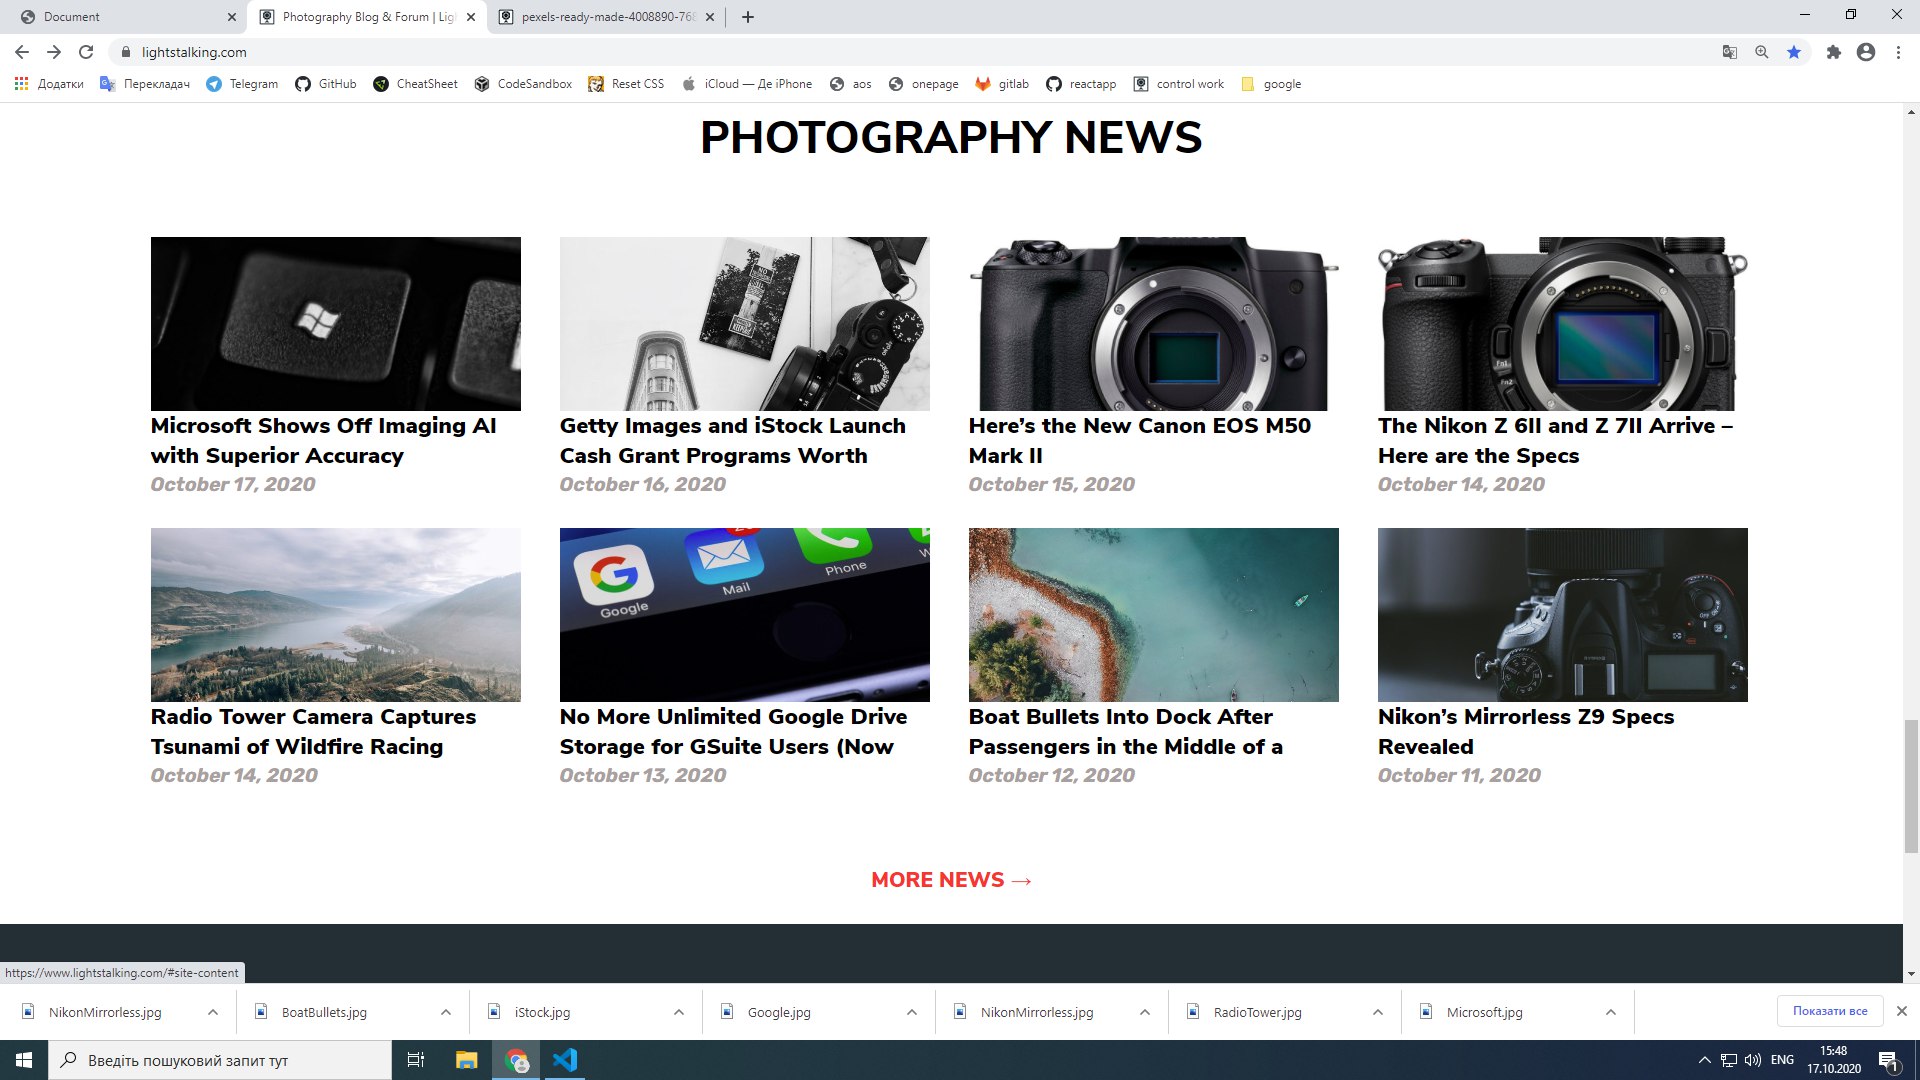 Document
Photography Blog & Forum | Lig
pexels-ready-made-4008890-768
lightstalking.com
Додатки
Перекладач
Telegram
GitHub
CheatSheet
CodeSandbox
Reset CSS
iCloud — Де iPhone
aos
onepage
gitlab
reactapp
control work
google
PHOTOGRAPHY NEWS
Microsoft Shows Off Imaging AI
with Superior Accuracy
October 17, 2020
Getty Images and iStock Launch
Cash Grant Programs Worth
October 16, 2020
Here’s the New Canon EOS M50
Mark II
October 15, 2020
Fn1
Fn2
The Nikon Z 6II and Z 7II Arrive –
Here are the Specs
October 14, 2020
Radio Tower Camera Captures
Tsunami of Wildfire Racing
October 14, 2020
Google
Mail
Phone
No More Unlimited Google Drive
Storage for GSuite Users (Now
October 13, 2020
Boat Bullets Into Dock After
Passengers in the Middle of a
October 12, 2020
Nikon’s Mirrorless Z9 Specs
Revealed
October 11, 2020
MORE NEWS →
https://www.lightstalking.com/#site-content
NikonMirrorless.jpg
BoatBullets.jpg
iStock.jpg
Google.jpg
NikonMirrorless.jpg
RadioTower.jpg
Microsoft.jpg
Показати все
Введіть пошуковий запит тут
ENG
15:48
17.10.2020
1